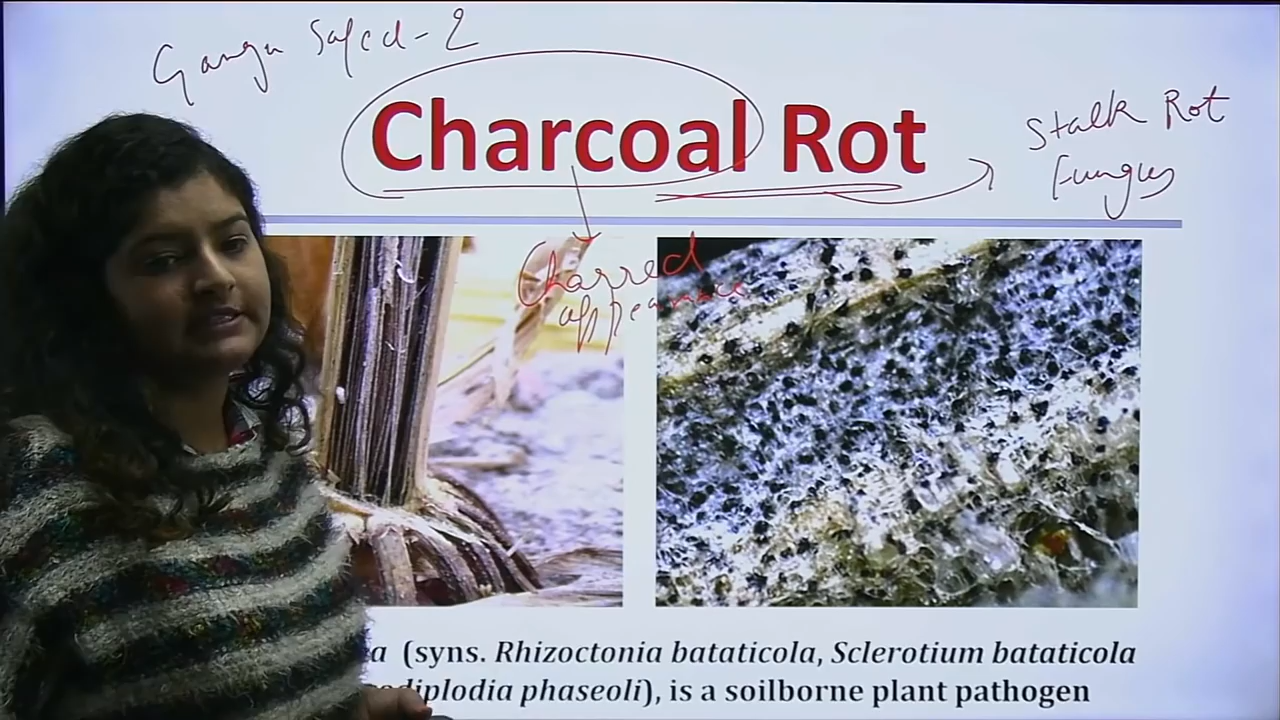 Ganga Safed-2
Charcoal Rot
Stalk Rot
Fungus
Charred
appearance
a (syns. Rhizoctonia bataticola, Sclerotium bataticola
odiplodia phaseoli), is a soilborne plant pathogen